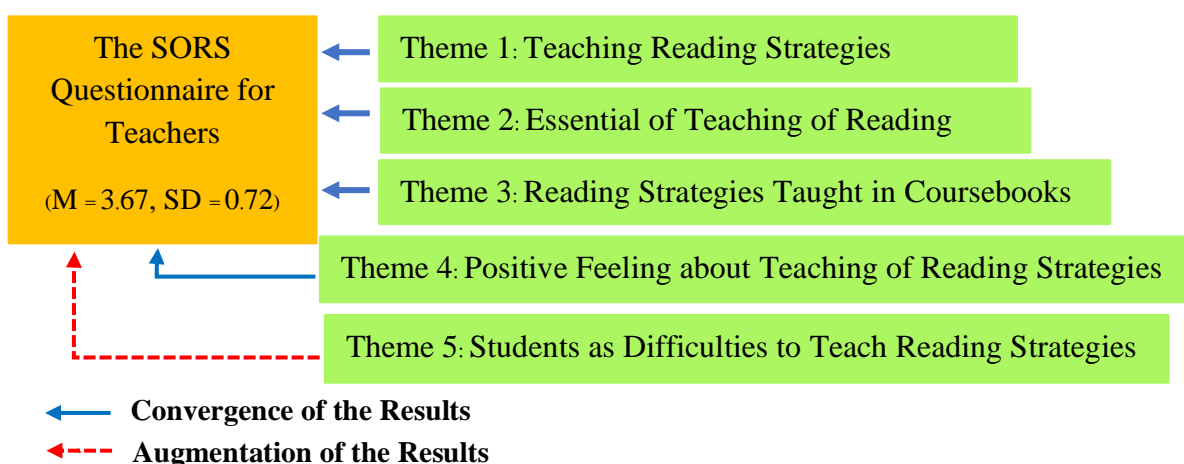 The SORS
Questionnaire for
Teachers
(M = 3.67, SD = 0.72)
Theme 1: Teaching Reading Strategies
Theme 2: Essential of Teaching of Reading
Theme 3: Reading Strategies Taught in Coursebooks
Theme 4: Positive Feeling about Teaching of Reading Strategies
Theme 5: Students as Difficulties to Teach Reading Strategies
Convergence of the Results
Augmentation of the Results